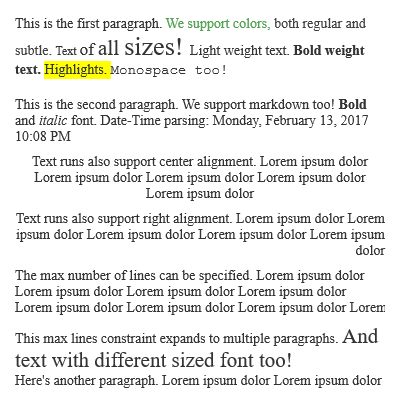 This is the first paragraph. We support colors, both regular and
subtle. Text of all sizes! Light weight text. Bold weight
text. Highlights. Monospace too!
This is the second paragraph. We support markdown too! Bold
and italic font. Date-Time parsing: Monday, February 13, 2017
10:08 PM
Text runs also support center alignment. Lorem ipsum dolor
Lorem ipsum dolor Lorem ipsum dolor Lorem ipsum dolor
Lorem ipsum dolor
Text runs also support right alignment. Lorem ipsum dolor Lorem
ipsum dolor Lorem ipsum dolor Lorem ipsum dolor Lorem ipsum
dolor
The max number of lines can be specified. Lorem ipsum dolor
Lorem ipsum dolor Lorem ipsum dolor Lorem ipsum dolor
Lorem ipsum dolor Lorem ipsum dolor Lorem ipsum dolor Lorem
This max lines constraint expands to multiple paragraphs. And
text with different sized font too!
Here's another paragraph. Lorem ipsum dolor Lorem ipsum dolor